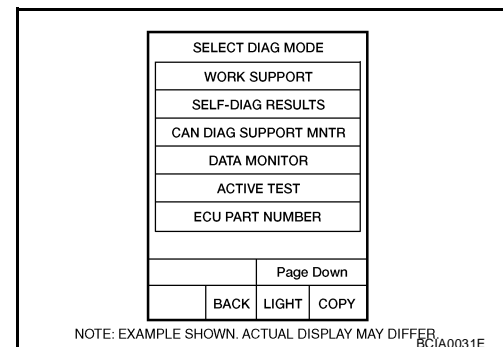 SELECT DIAG MODE
WORK SUPPORT
SELF-DIAG RESULTS
CAN DIAG SUPPORT MNTR
DATA MONITOR
ACTIVE TEST
ECU PART NUMBER
Page Down
BACK LIGHT COPY
NOTE: EXAMPLE SHOWN. ACTUAL DISPLAY MAY DIFFER.
BCIA0031E